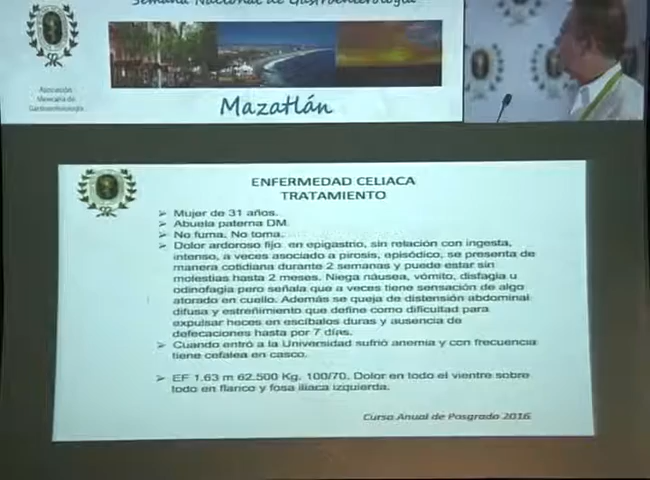 Semana Nacional de Gastroenterología
Asociación
Mexicana de
Gastroenterología
Mazatlán
ENFERMEDAD CELIACA
TRATAMIENTO
➢ Mujer de 31 años.
➢ Abuela paterna DM.
➢ No fuma. No toma.
➢ Dolor ardoroso fijo en epigastrio, sin relación con ingesta,
intenso, a veces asociado a pirosis, episódico, se presenta de
manera cotidiana durante 2 semanas y puede estar sin
molestias hasta 2 meses. Niega náusea, vómito, disfagia u
odinofagia pero señala que a veces tiene sensación de algo
atorado en cuello. Además se queja de distensión abdominal
difusa y estreñimiento que define como dificultad para
expulsar heces en escíbalos duras y ausencia de
defecaciones hasta por 7 días.
➢ Cuando entró a la Universidad sufrió anemia y con frecuencia
tiene cefalea en casco.
➢ EF 1.63 m 62.500 Kg. 100/70. Dolor en todo el vientre sobre
todo en flanco y fosa iliaca izquierda.
Curso Anual de Posgrado 2016